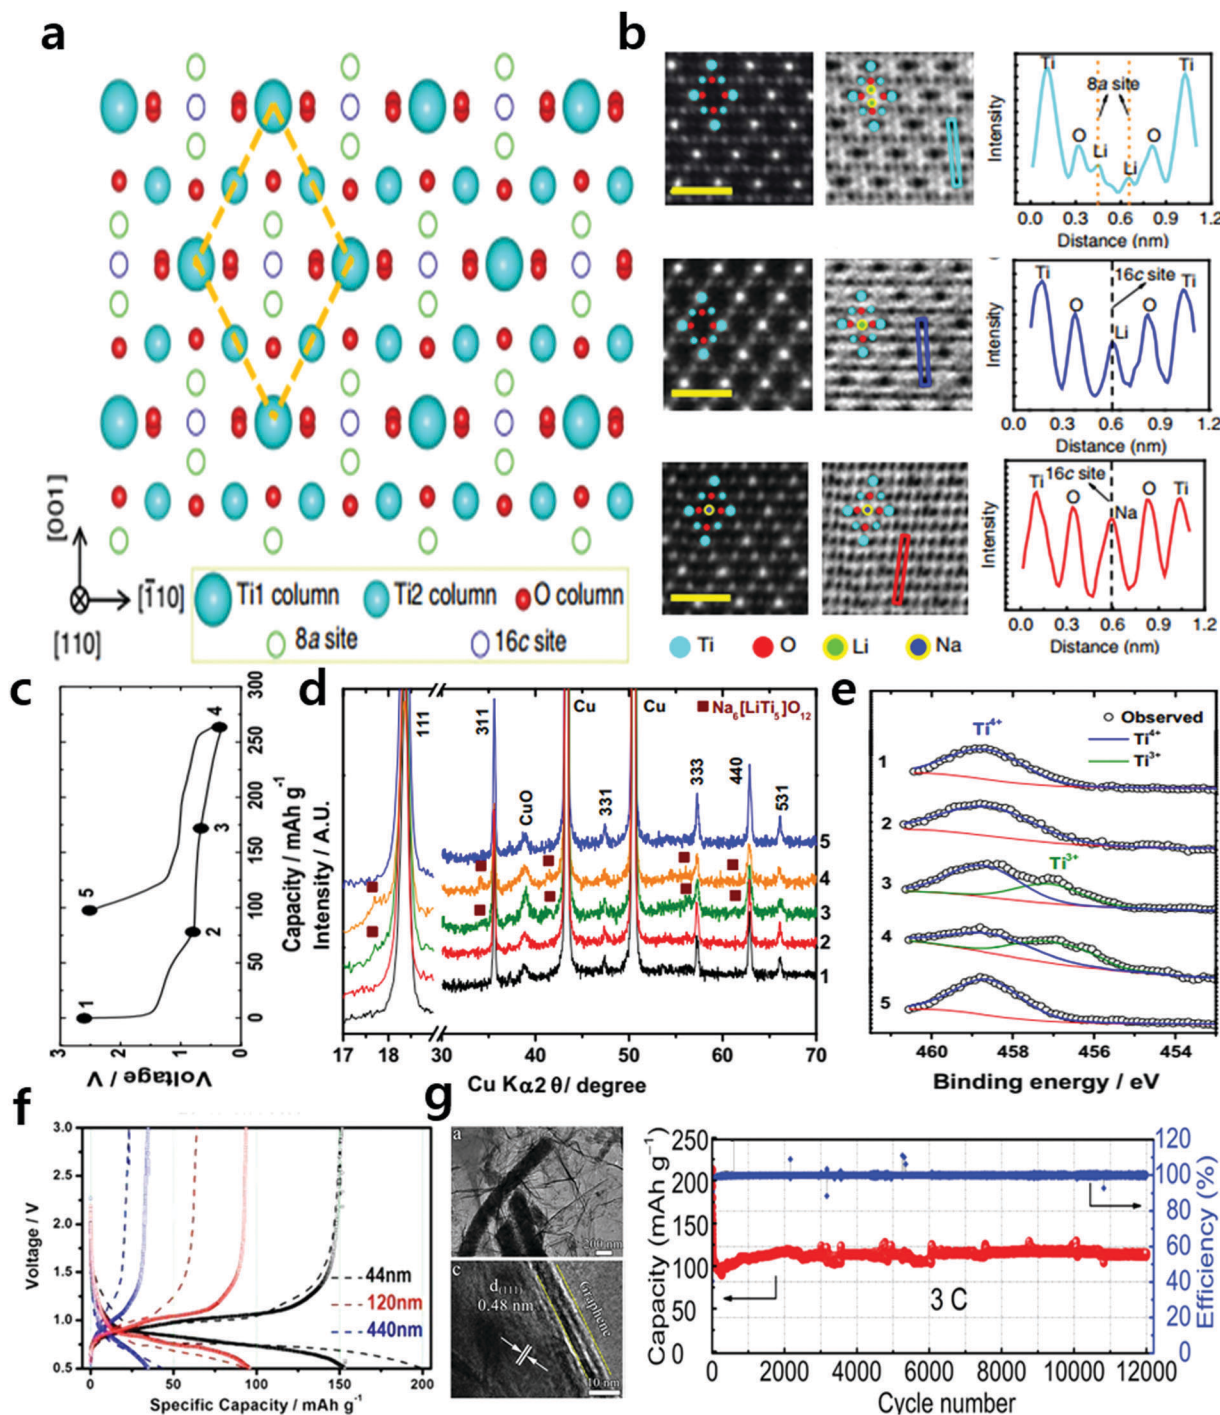 a
[001]
[1̄10]
[110]
Ti1 column
Ti2 column
O column
8a site
16c site
b
Intensity
Ti
O
Li
8a site
Li
O
Ti
0.0 0.3 0.6 0.9 1.2
Distance (nm)
Intensity
Ti
O
16c site
Li
O
Ti
0.0 0.3 0.6 0.9 1.2
Distance (nm)
Intensity
Ti
O
16c site
Na
O
Ti
0.0 0.3 0.6 0.9 1.2
Distance (nm)
Ti
O
Li
Na
c
1
2
3
4
5
3 2 1 0
Voltage / V
0 50 100 150 200 250 300
Capacity / mAh g⁻¹
d
Intensity / A.U.
111
311
CuO
Cu
331
Cu
333
440
531
Na₆[LiTi₅]O₁₂
5
4
3
2
1
17 18 30 40 50 60 70
Cu Kα2 θ/ degree
e
Observed
Ti⁴⁺
Ti³⁺
Ti⁴⁺
Ti³⁺
1
2
3
4
5
460 458 456 454
Binding energy / eV
f
Voltage / V
3.0
2.5
2.0
1.5
1.0
0.5
44nm
120nm
440nm
0 50 100 150 200
Specific Capacity / mAh g⁻¹
g
a
200 nm
c
d(111)
0.48 nm
Graphene
10 nm
Capacity (mAh g⁻¹)
250
200
150
100
50
0
3 C
0 2000 4000 6000 8000 10000 12000
Cycle number
120
100
80
60
40
20
0
Efficiency (%)